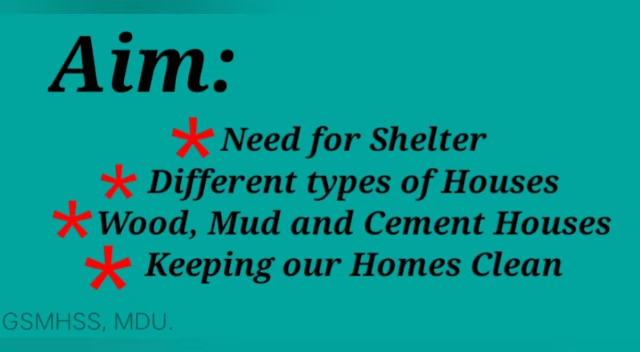 Aim:
* Need for Shelter
* Different types of Houses
* Wood, Mud and Cement Houses
* Keeping our Homes Clean
GSMHSS, MDU.